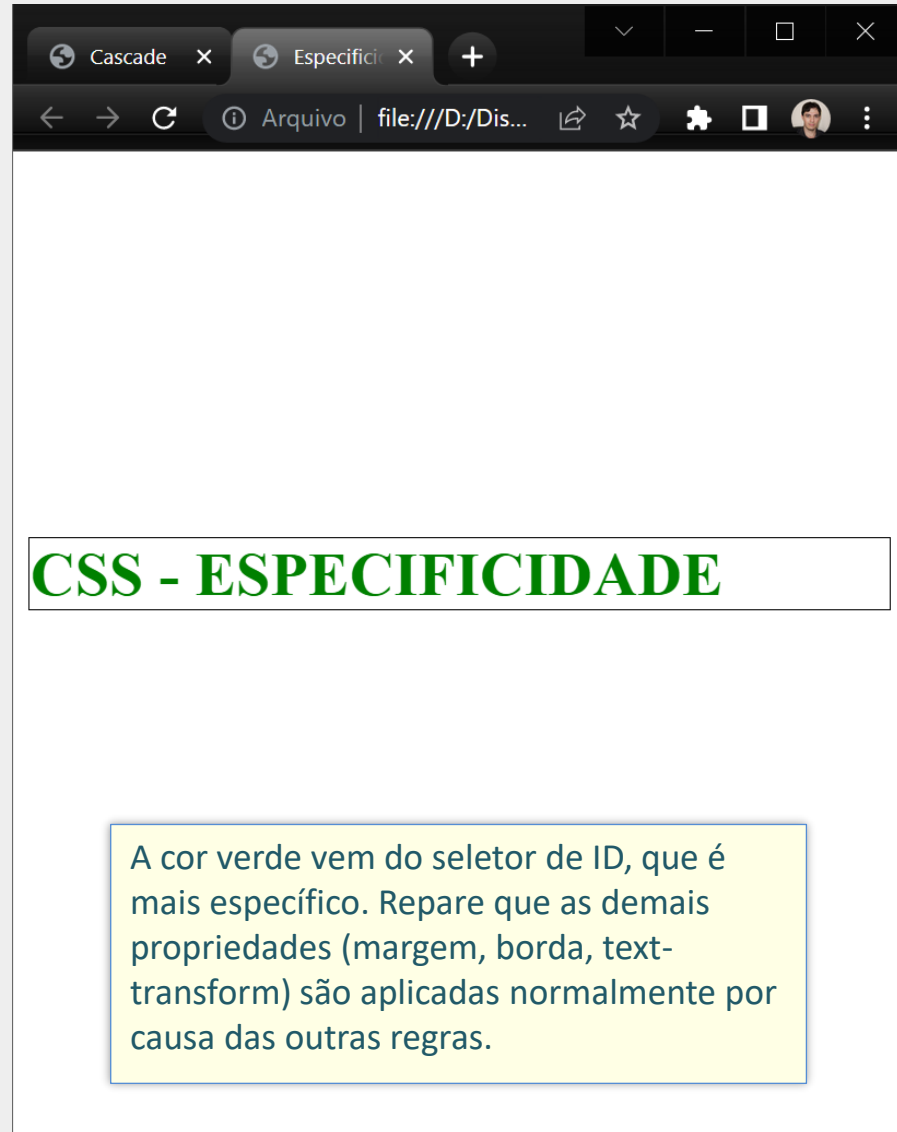 Cascade
Especifici
Arquivo | file:///D:/Dis...
CSS - ESPECIFICIDADE
A cor verde vem do seletor de ID, que é
mais específico. Repare que as demais
propriedades (margem, borda, text-
transform) são aplicadas normalmente por
causa das outras regras.